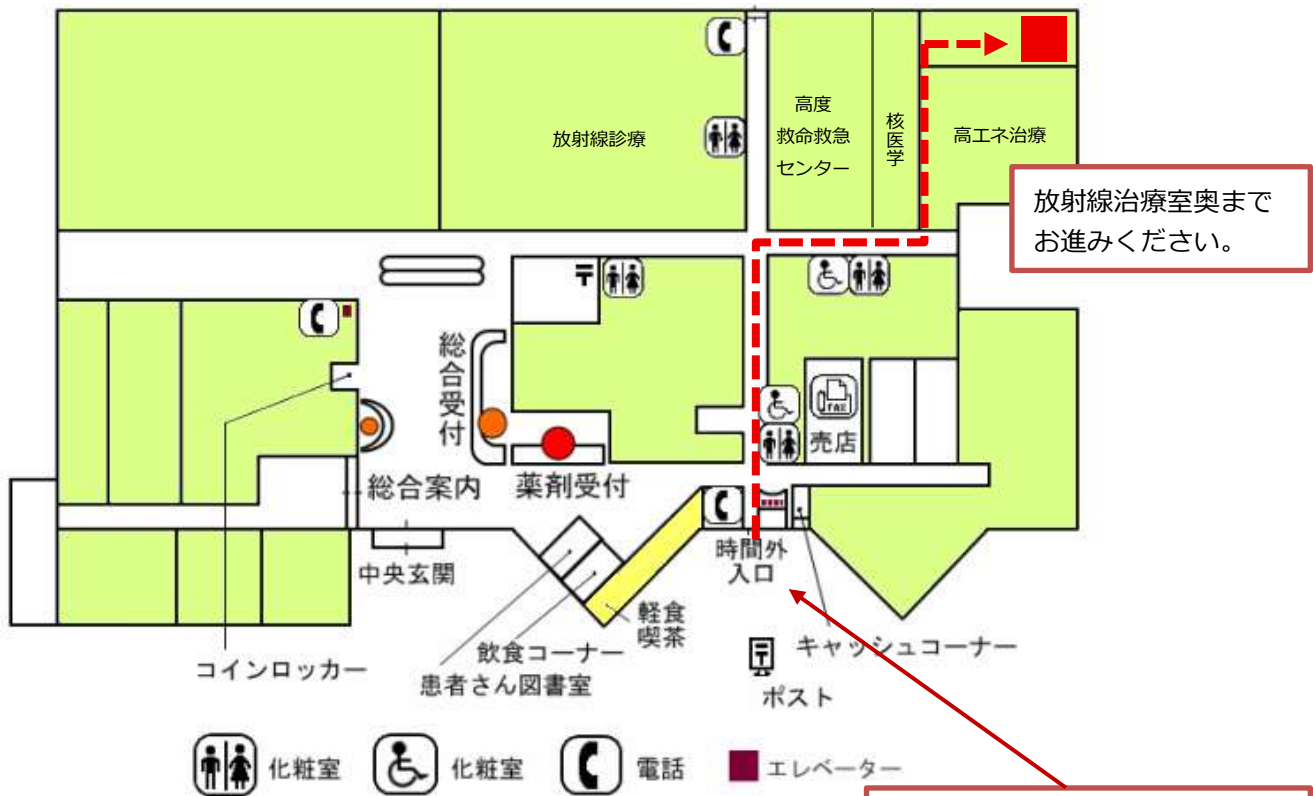 放射線診療
高度
救命救急
センター
核医学
高エネ治療
放射線治療室奥まで
お進みください。
〒
総合受付
FAX
売店
総合案内
薬剤受付
中央玄関
時間外
入口
軽食
喫茶
飲食コーナー
患者さん図書室
コインロッカー
キャッシュコーナー
〒
ポスト
化粧室
化粧室
電話
エレベーター